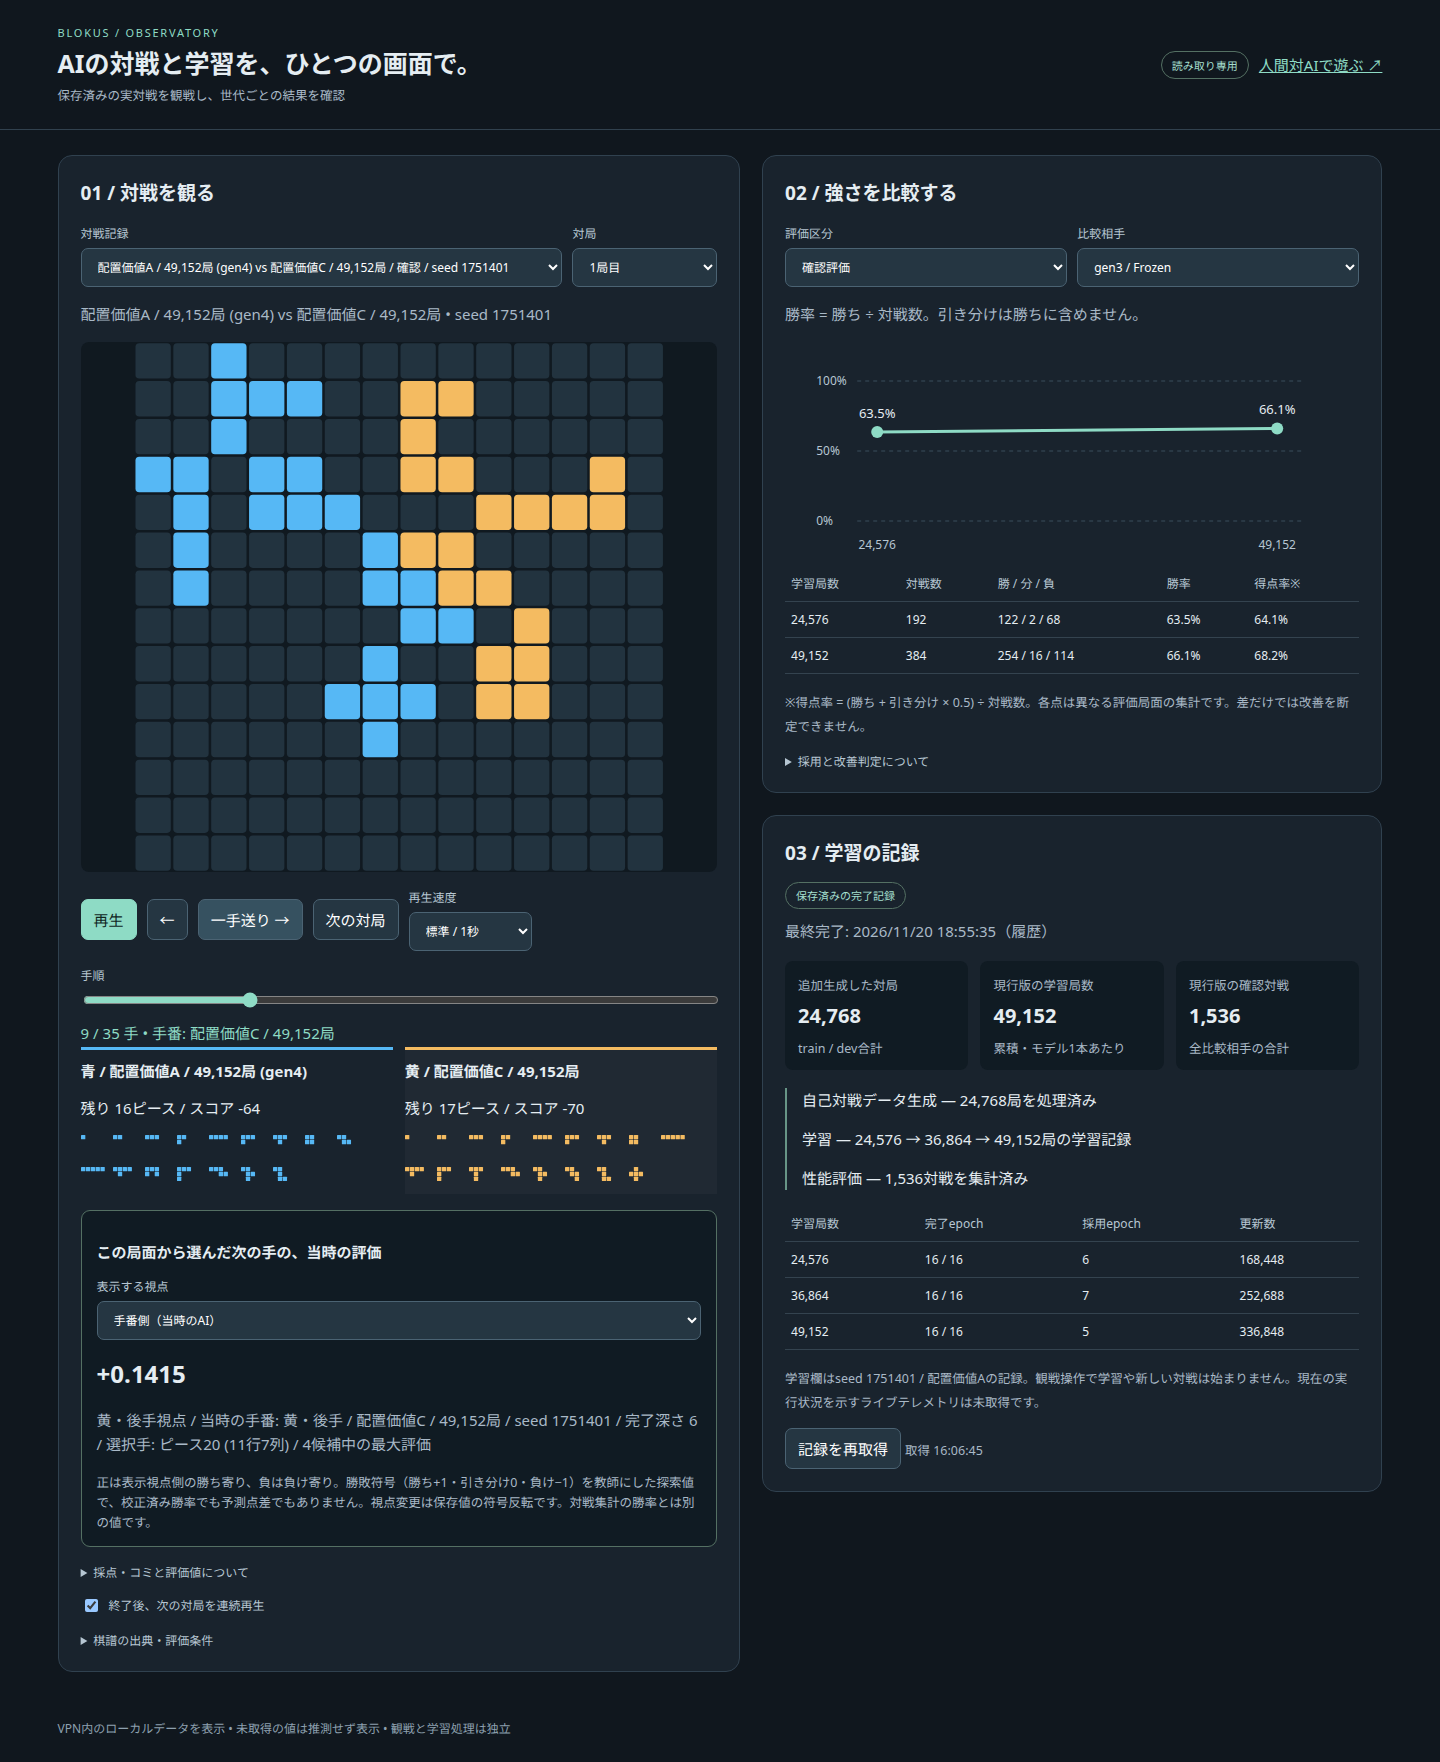 BLOKUS / OBSERVATORY
AIの対戦と学習を、ひとつの画面で。
保存済みの実対戦を観戦し、世代ごとの結果を確認
読み取り専用
人間対AIで遊ぶ ↗
01 / 対戦を観る
対戦記録
対局
配置価値A / 49,152局 (gen4) vs 配置価値C / 49,152局 / 確認 / seed 1751401
1局目
配置価値A / 49,152局 (gen4) vs 配置価値C / 49,152局 • seed 1751401
再生
←
一手送り →
次の対局
再生速度
標準 / 1秒
手順
9 / 35 手 • 手番: 配置価値C / 49,152局
青 / 配置価値A / 49,152局 (gen4)
残り 16ピース / スコア -64
黄 / 配置価値C / 49,152局
残り 17ピース / スコア -70
この局面から選んだ次の手の、当時の評価
表示する視点
手番側（当時のAI）
+0.1415
黄・後手視点 / 当時の手番: 黄・後手 / 配置価値C / 49,152局 / seed 1751401 / 完了深さ 6
/ 選択手: ピース20 (11行7列) / 4候補中の最大評価
正は表示視点側の勝ち寄り、負は負け寄り。勝敗符号（勝ち+1・引き分け0・負け−1）を教師にした探索値
で、校正済み勝率でも予測点差でもありません。視点変更は保存値の符号反転です。対戦集計の勝率とは別
の値です。
▶ 採点・コミと評価値について
終了後、次の対局を連続再生
▶ 棋譜の出典・評価条件
02 / 強さを比較する
評価区分
比較相手
確認評価
gen3 / Frozen
勝率 = 勝ち ÷ 対戦数。引き分けは勝ちに含めません。
100%
63.5%
66.1%
50%
0%
24,576
49,152
学習局数 対戦数 勝 / 分 / 負 勝率 得点率※
24,576 192 122 / 2 / 68 63.5% 64.1%
49,152 384 254 / 16 / 114 66.1% 68.2%
※得点率 = (勝ち + 引き分け × 0.5) ÷ 対戦数。各点は異なる評価局面の集計です。差だけでは改善を断
定できません。
▶ 採用と改善判定について
03 / 学習の記録
保存済みの完了記録
最終完了: 2026/11/20 18:55:35（履歴）
追加生成した対局
24,768
train / dev合計
現行版の学習局数
49,152
累積・モデル1本あたり
現行版の確認対戦
1,536
全比較相手の合計
自己対戦データ生成 — 24,768局を処理済み
学習 — 24,576 → 36,864 → 49,152局の学習記録
性能評価 — 1,536対戦を集計済み
学習局数 完了epoch 採用epoch 更新数
24,576 16 / 16 6 168,448
36,864 16 / 16 7 252,688
49,152 16 / 16 5 336,848
学習欄はseed 1751401 / 配置価値Aの記録。観戦操作で学習や新しい対戦は始まりません。現在の実
行状況を示すライブテレメトリは未取得です。
記録を再取得
取得 16:06:45
VPN内のローカルデータを表示 • 未取得の値は推測せず表示 • 観戦と学習処理は独立